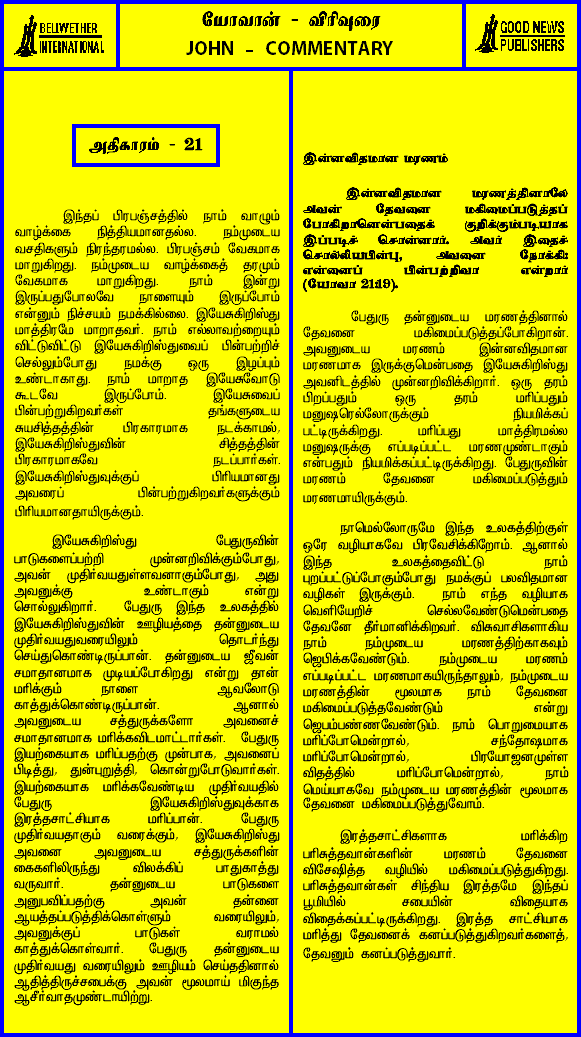 BELWETHER
INTERNATIONAL
யோவான் - விரிவுரை
JOHN - COMMENTARY
GOOD NEWS
PUBLISHERS
அதிகாரம் - 21
இந்தப் பிரபஞ்சத்தில் நாம் வாழும்
வாழ்க்கை நித்தியமானதல்ல. நம்முடைய
வசதிகளும் நிரந்தரமல்ல. பிரபஞ்சம் வேகமாக
மாறுகிறது. நம்முடைய வாழ்க்கைத் தரமும்
வேகமாக மாறுகிறது. நாம் இன்று
இருப்பதுபோலவே நாளையும் இருப்போம்
என்னும் நிச்சயம் நமக்கில்லை. இயேசுகிறிஸ்து
மாத்திரமே மாறாதவர். நாம் எல்லாவற்றையும்
விட்டுவிட்டு இயேசுகிறிஸ்துவைப் பின்பற்றிச்
செல்லும்போது நமக்கு ஒரு இழப்பும்
உண்டாகாது. நாம் மாறாத இயேசுவோடு
கூடவே இருப்போம். இயேசுவைப்
பின்பற்றுகிறவர்கள் தங்களுடைய
சுயசித்தத்தின் பிரகாரமாக நடக்காமல்,
இயேசுகிறிஸ்துவின் சித்தத்தின்
பிரகாரமாகவே நடப்பார்கள்.
இயேசுகிறிஸ்துவுக்குப் பிரியமானது
அவரைப் பின்பற்றுகிறவர்களுக்கும்
பிரியமானதாயிருக்கும்.
இயேசுகிறிஸ்து பேதுருவின்
பாடுகளைப்பற்றி முன்னறிவிக்கும்போது,
அவன் முதிர்வயதுள்ளவனாகும்போது, அது
அவனுக்கு உண்டாகும் என்று
சொல்லுகிறார். பேதுரு இந்த உலகத்தில்
இயேசுகிறிஸ்துவின் ஊழியத்தை தன்னுடைய
முதிர்வயதுவரையிலும் தொடர்ந்து
செய்துகொண்டிருப்பான். தன்னுடைய ஜீவன்
சமாதானமாக முடியப்போகிறது என்று தான்
மரிக்கும் நாளை ஆவலோடு
காத்துக்கொண்டிருப்பான். ஆனால்
அவனுடைய சத்துருக்களோ அவனைச்
சமாதானமாக மரிக்கவிடமாட்டார்கள். பேதுரு
இயற்கையாக மரிப்பதற்கு முன்பாக, அவனைப்
பிடித்து, துன்புறுத்தி, கொன்றுபோடுவார்கள்.
இயற்கையாக மரிக்கவேண்டிய முதிர்வயதில்
பேதுரு இயேசுகிறிஸ்துவுக்காக
இரத்தசாட்சியாக மரிப்பான். பேதுரு
முதிர்வயதாகும் வரைக்கும், இயேசுகிறிஸ்து
அவனை அவனுடைய சத்துருக்களின்
கைகளிலிருந்து விலக்கிப் பாதுகாத்து
வருவார். தன்னுடைய பாடுகளை
அனுபவிப்பதற்கு அவன் தன்னை
ஆயத்தப்படுத்திக்கொள்ளும் வரையிலும்,
அவனுக்குப் பாடுகள் வராமல்
காத்துக்கொள்வார். பேதுரு தன்னுடைய
முதிர்வயது வரையிலும் ஊழியம் செய்ததினால்
ஆதித்திருச்சபைக்கு அவன் மூலமாய் மிகுந்த
ஆசீர்வாதமுண்டாயிற்று.
இன்னவிதமான மரணம்
இன்னவிதமான மரணத்தினாலே
அவன் தேவனை மகிமைப்படுத்தப்
போகிறானென்பதைக் குறிக்கும்படியாக
இப்படிச் சொன்னார். அவர் இதைச்
சொல்லியபின்பு, அவனை நோக்கி:
என்னைப் பின்பற்றிவா என்றார்
(யோவா 21:19).
பேதுரு தன்னுடைய மரணத்தினால்
தேவனை மகிமைப்படுத்தப்போகிறான்.
அவனுடைய மரணம் இன்னவிதமான
மரணமாக இருக்குமென்பதை இயேசுகிறிஸ்து
அவனிடத்தில் முன்னறிவிக்கிறார். ஒரு தரம்
பிறப்பதும் ஒரு தரம் மரிப்பதும்
மனுஷரெல்லோருக்கும் நியமிக்கப்
பட்டிருக்கிறது. மரிப்பது மாத்திரமல்ல
மனுஷருக்கு எப்படிப்பட்ட மரணமுண்டாகும்
என்பதும் நியமிக்கப்பட்டிருக்கிறது. பேதுருவின்
மரணம் தேவனை மகிமைப்படுத்தும்
மரணமாயிருக்கும்.
நாமெல்லோருமே இந்த உலகத்திற்குள்
ஒரே வழியாகவே பிரவேசிக்கிறோம். ஆனால்
இந்த உலகத்தைவிட்டு நாம்
புறப்பட்டுப்போகும்போது நமக்குப் பலவிதமான
வழிகள் இருக்கும். நாம் எந்த வழியாக
வெளியேறிச் செல்லவேண்டுமென்பதை
தேவனே தீர்மானிக்கிறவர். விசுவாசிகளாகிய
நாம் நம்முடைய மரணத்திற்காகவும்
ஜெபிக்கவேண்டும். நம்முடைய மரணம்
எப்படிப்பட்ட மரணமாகயிருந்தாலும், நம்முடைய
மரணத்தின் மூலமாக நாம் தேவனை
மகிமைப்படுத்தவேண்டும் என்று
ஜெபம்பண்ணவேண்டும். நாம் பொறுமையாக
மரிப்போமென்றால், சந்தோஷமாக
மரிப்போமென்றால், பிரயோஜனமுள்ள
விதத்தில் மரிப்போமென்றால், நாம்
மெய்யாகவே நம்முடைய மரணத்தின் மூலமாக
தேவனை மகிமைப்படுத்துவோம்.
இரத்தசாட்சிகளாக மரிக்கிற
பரிசுத்தவான்களின் மரணம் தேவனை
விசேஷித்த வழியில் மகிமைப்படுத்துகிறது.
பரிசுத்தவான்கள் சிந்திய இரத்தமே இந்தப்
பூமியில் சபையின் விதையாக
விதைக்கப்பட்டிருக்கிறது. இரத்த சாட்சியாக
மரித்து தேவனைக் கனப்படுத்துகிறவர்களைத்,
தேவனும் கனப்படுத்துவார்.